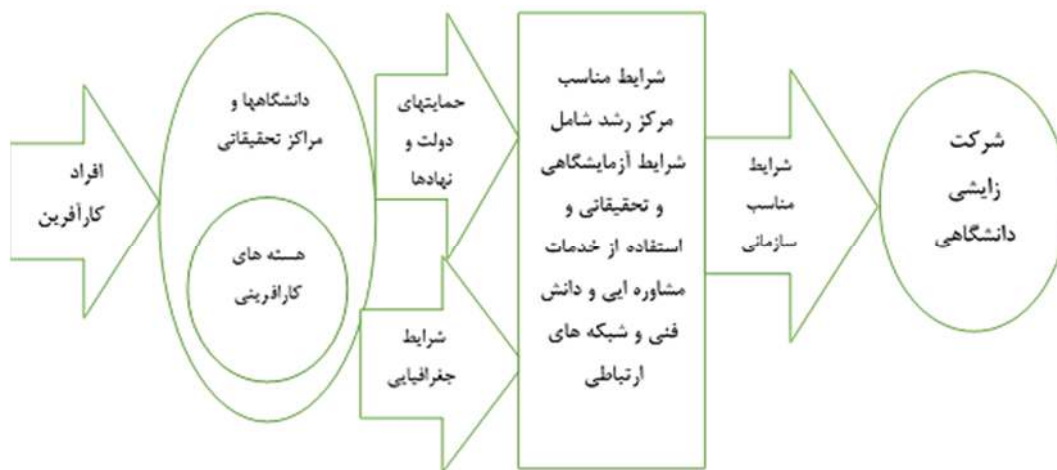 افراد
کارآفرین
دانشگاهها و
مراکز تحقیقاتی
هسته های
کارافرینی
حمایتهای
دولت و
نهادها
شرایط
جغرافیایی
شرایط مناسب
مرکز رشد شامل
شرایط آزمایشگاهی
و تحقیقاتی و
استفاده از خدمات
مشاوره ایی و دانش
فنی و شبکه های
ارتباطی
شرایط
مناسب
سازمانی
شرکت
زایشی
دانشگاهی